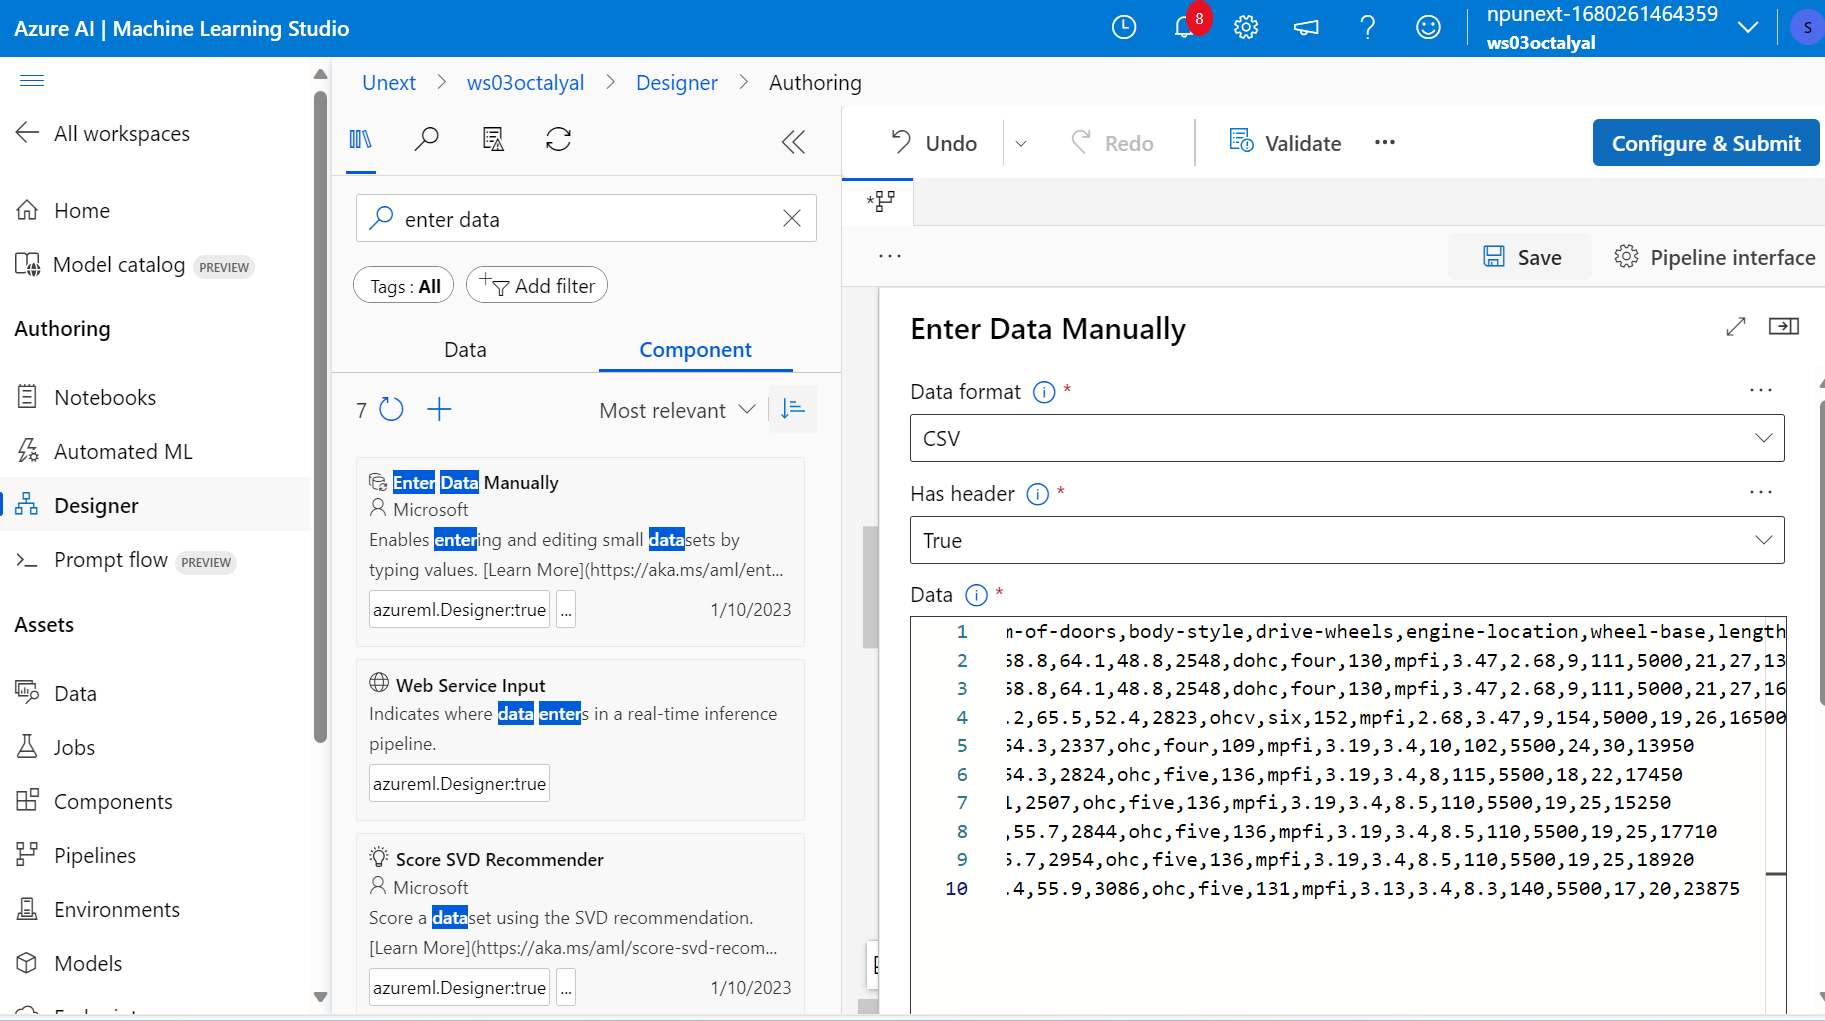 Azure AI | Machine Learning Studio
8
npunext-1680261464359
ws03octalyal
S
All workspaces
Home
Model catalog PREVIEW
Authoring
Notebooks
Automated ML
Designer
Prompt flow PREVIEW
Assets
Data
Jobs
Components
Pipelines
Environments
Models
Unext > ws03octalyal > Designer > Authoring
enter data
Tags : All
Add filter
Data
Component
7
Most relevant
Enter Data Manually
Microsoft
Enables entering and editing small datasets by
typing values. [Learn More](https://aka.ms/aml/ent...
azureml.Designer:true
...
1/10/2023
Web Service Input
Indicates where data enters in a real-time inference
pipeline.
azureml.Designer:true
Score SVD Recommender
Microsoft
Score a dataset using the SVD recommendation.
[Learn More](https://aka.ms/aml/score-svd-recom...
azureml.Designer:true
...
1/10/2023
Undo
Redo
Validate
...
Configure & Submit
*
...
Save
Pipeline interface
Enter Data Manually
Data format *
...
CSV
Has header *
...
True
Data *
1 m-of-doors,body-style,drive-wheels,engine-location,wheel-base,length
2 68.8,64.1,48.8,2548,dohc,four,130,mpfi,3.47,2.68,9,111,5000,21,27,13
3 68.8,64.1,48.8,2548,dohc,four,130,mpfi,3.47,2.68,9,111,5000,21,27,16
4 .2,65.5,52.4,2823,ohcv,six,152,mpfi,2.68,3.47,9,154,5000,19,26,16500
5 54.3,2337,ohc,four,109,mpfi,3.19,3.4,10,102,5500,24,30,13950
6 54.3,2824,ohc,five,136,mpfi,3.19,3.4,8,115,5500,18,22,17450
7 1,2507,ohc,five,136,mpfi,3.19,3.4,8.5,110,5500,19,25,15250
8 ,55.7,2844,ohc,five,136,mpfi,3.19,3.4,8.5,110,5500,19,25,17710
9 5.7,2954,ohc,five,136,mpfi,3.19,3.4,8.5,110,5500,19,25,18920
10 .4,55.9,3086,ohc,five,131,mpfi,3.13,3.4,8.3,140,5500,17,20,23875